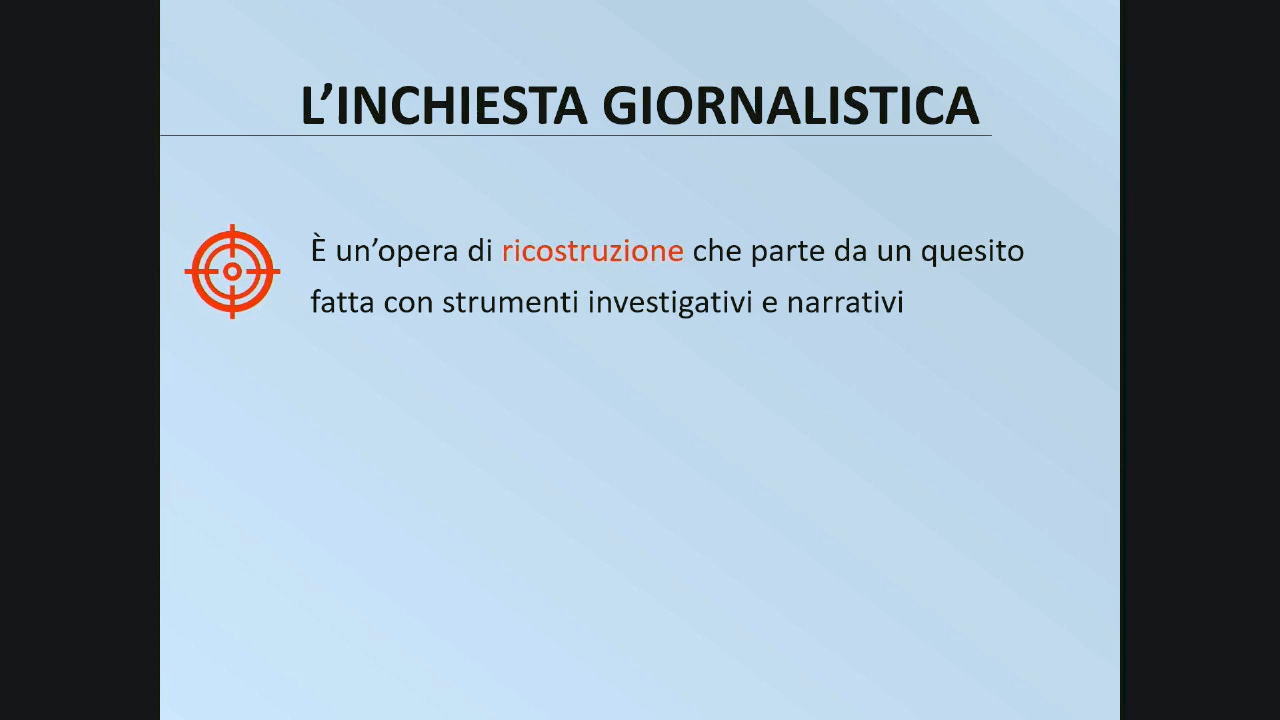 L’INCHIESTA GIORNALISTICA
È un’opera di ricostruzione che parte da un quesito
fatta con strumenti investigativi e narrativi